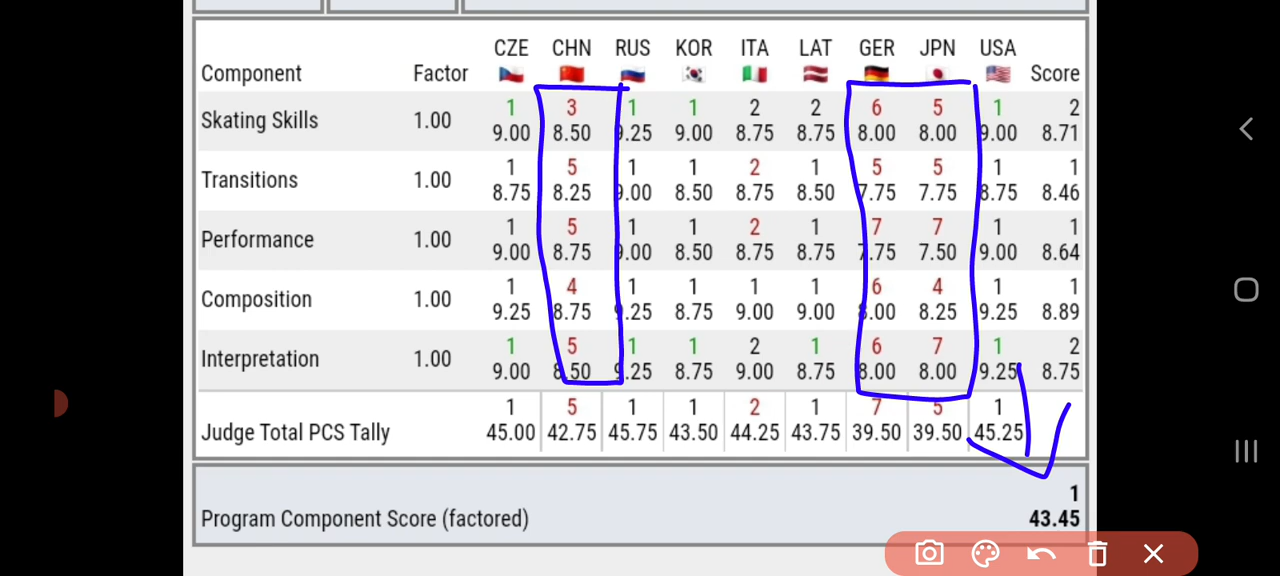 CZE CHN RUS KOR ITA LAT GER JPN USA
Component Factor Score
1 3 1 1 2 2 6 5 1 2
Skating Skills 1.00
9.00 8.50 9.25 9.00 8.75 8.75 8.00 8.00 9.00 8.71
1 5 1 1 2 1 5 5 1 1
Transitions 1.00
8.75 8.25 9.00 8.50 8.75 8.50 7.75 7.75 8.75 8.46
1 5 1 1 2 1 7 7 1 1
Performance 1.00
9.00 8.75 9.00 8.50 8.75 8.75 7.75 7.50 9.00 8.64
1 4 1 1 1 1 6 4 1 1
Composition 1.00
9.25 8.75 9.25 8.75 9.00 9.00 8.00 8.25 9.25 8.89
1 5 1 1 2 1 6 7 1 2
Interpretation 1.00
9.00 8.50 9.25 8.75 9.00 8.75 8.00 8.00 9.25 8.75
1 5 1 1 2 1 7 5 1
Judge Total PCS Tally 45.00 42.75 45.75 43.50 44.25 43.75 39.50 39.50 45.25
1
Program Component Score (factored) 43.45